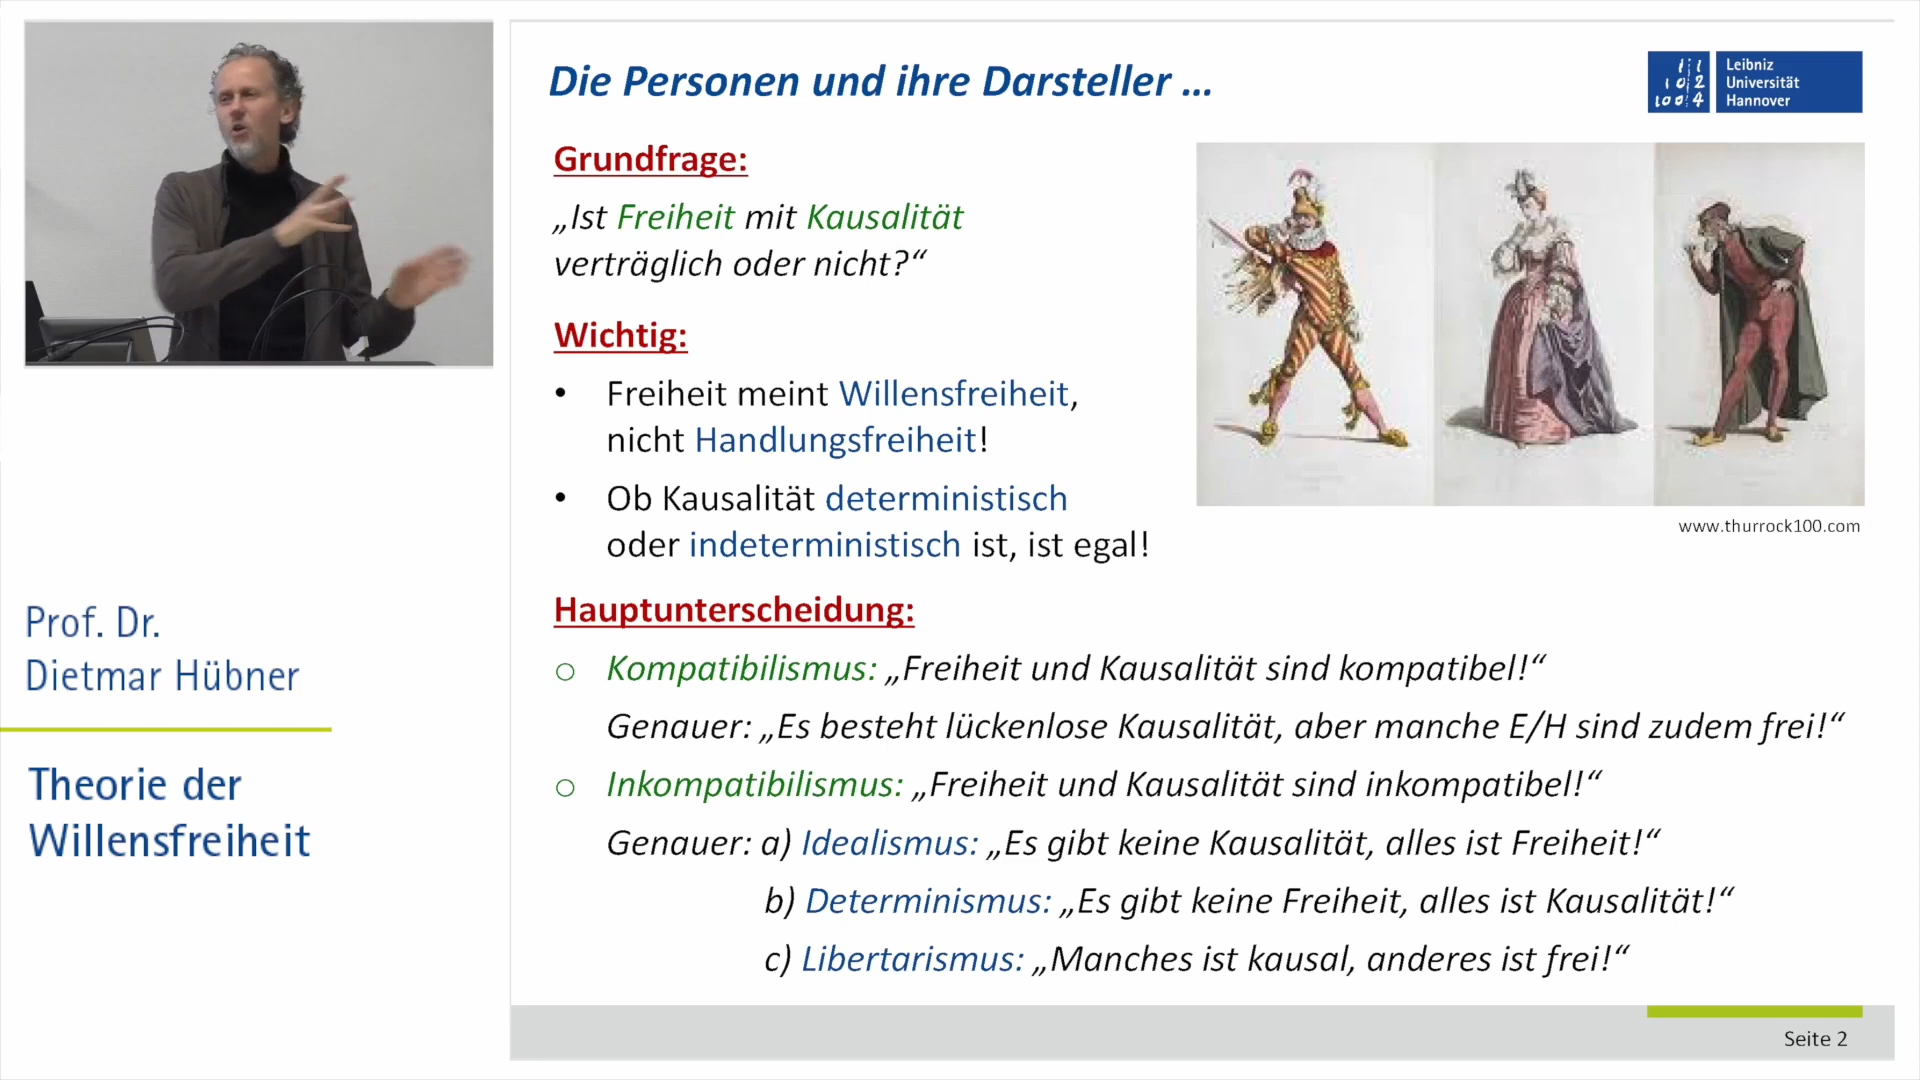 Die Personen und ihre Darsteller ...
Leibniz
Universität
Hannover
Grundfrage:
„Ist Freiheit mit Kausalität
verträglich oder nicht?“
Wichtig:
• Freiheit meint Willensfreiheit,
nicht Handlungsfreiheit!
• Ob Kausalität deterministisch
oder indeterministisch ist, ist egal!
www.thurrock100.com
Hauptunterscheidung:
o Kompatibilismus: „Freiheit und Kausalität sind kompatibel!“
Genauer: „Es besteht lückenlose Kausalität, aber manche E/H sind zudem frei!“
o Inkompatibilismus: „Freiheit und Kausalität sind inkompatibel!“
Genauer: a) Idealismus: „Es gibt keine Kausalität, alles ist Freiheit!“
b) Determinismus: „Es gibt keine Freiheit, alles ist Kausalität!“
c) Libertarismus: „Manches ist kausal, anderes ist frei!“
Seite 2
Prof. Dr.
Dietmar Hübner
Theorie der
Willensfreiheit